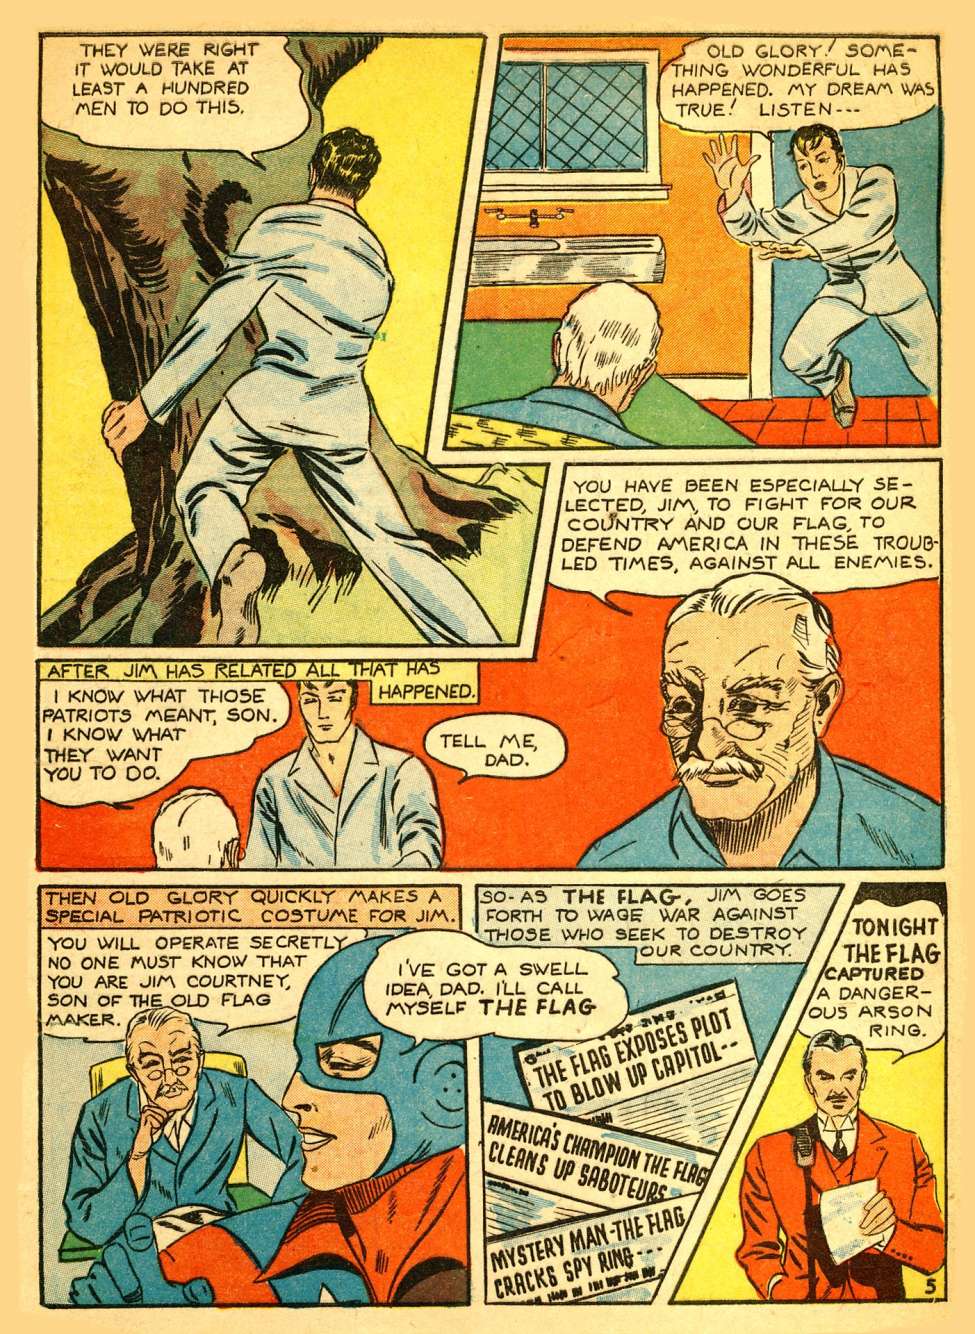 THEY WERE RIGHT
IT WOULD TAKE AT
LEAST A HUNDRED
MEN TO DO THIS.
OLD GLORY! SOME-
THING WONDERFUL HAS
HAPPENED. MY DREAM WAS
TRUE! LISTEN---
AFTER JIM HAS RELATED ALL THAT HAS
HAPPENED.
I KNOW WHAT THOSE
PATRIOTS MEANT, SON.
I KNOW WHAT
THEY WANT
YOU TO DO.
TELL ME,
DAD.
YOU HAVE BEEN ESPECIALLY SE-
LECTED, JIM, TO FIGHT FOR OUR
COUNTRY AND OUR FLAG, TO
DEFEND AMERICA IN THESE TROUB-
LED TIMES, AGAINST ALL ENEMIES.
THEN OLD GLORY QUICKLY MAKES A
SPECIAL PATRIOTIC COSTUME FOR JIM.
YOU WILL OPERATE SECRETLY
NO ONE MUST KNOW THAT
YOU ARE JIM COURTNEY,
SON OF THE OLD FLAG
MAKER.
I'VE GOT A SWELL
IDEA, DAD. I'LL CALL
MYSELF THE FLAG
SO-AS THE FLAG, JIM GOES
FORTH TO WAGE WAR AGAINST
THOSE WHO SEEK TO DESTROY
OUR COUNTRY.
THE FLAG EXPOSES PLOT
TO BLOW UP CAPITOL--
AMERICA'S CHAMPION THE FLAG
CLEANS UP SABOTEURS
MYSTERY MAN-THE FLAG
CRACKS SPY RING---
TONIGHT
THE FLAG
CAPTURED
A DANGER-
OUS ARSON
RING.
5